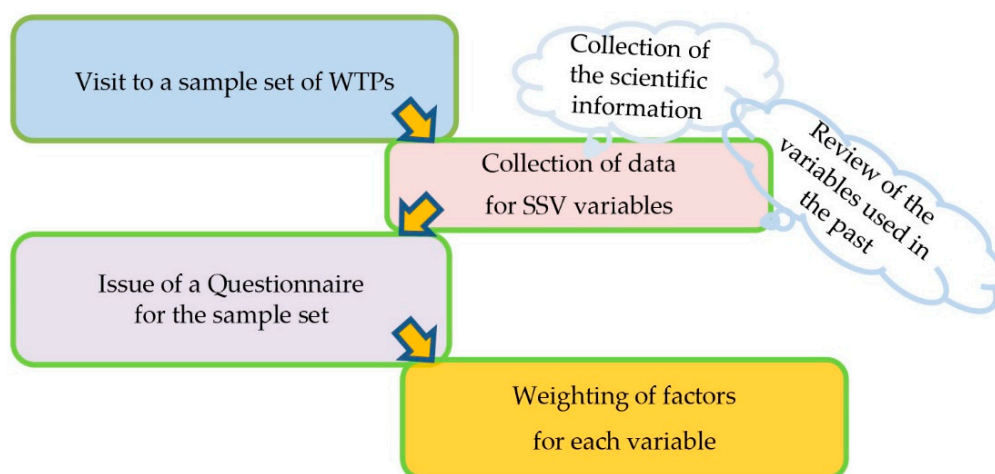 Visit to a sample set of WTPs
Collection of
the scientific
information
Review of the
variables used in
the past
Collection of data
for SSV variables
Issue of a Questionnaire
for the sample set
Weighting of factors
for each variable